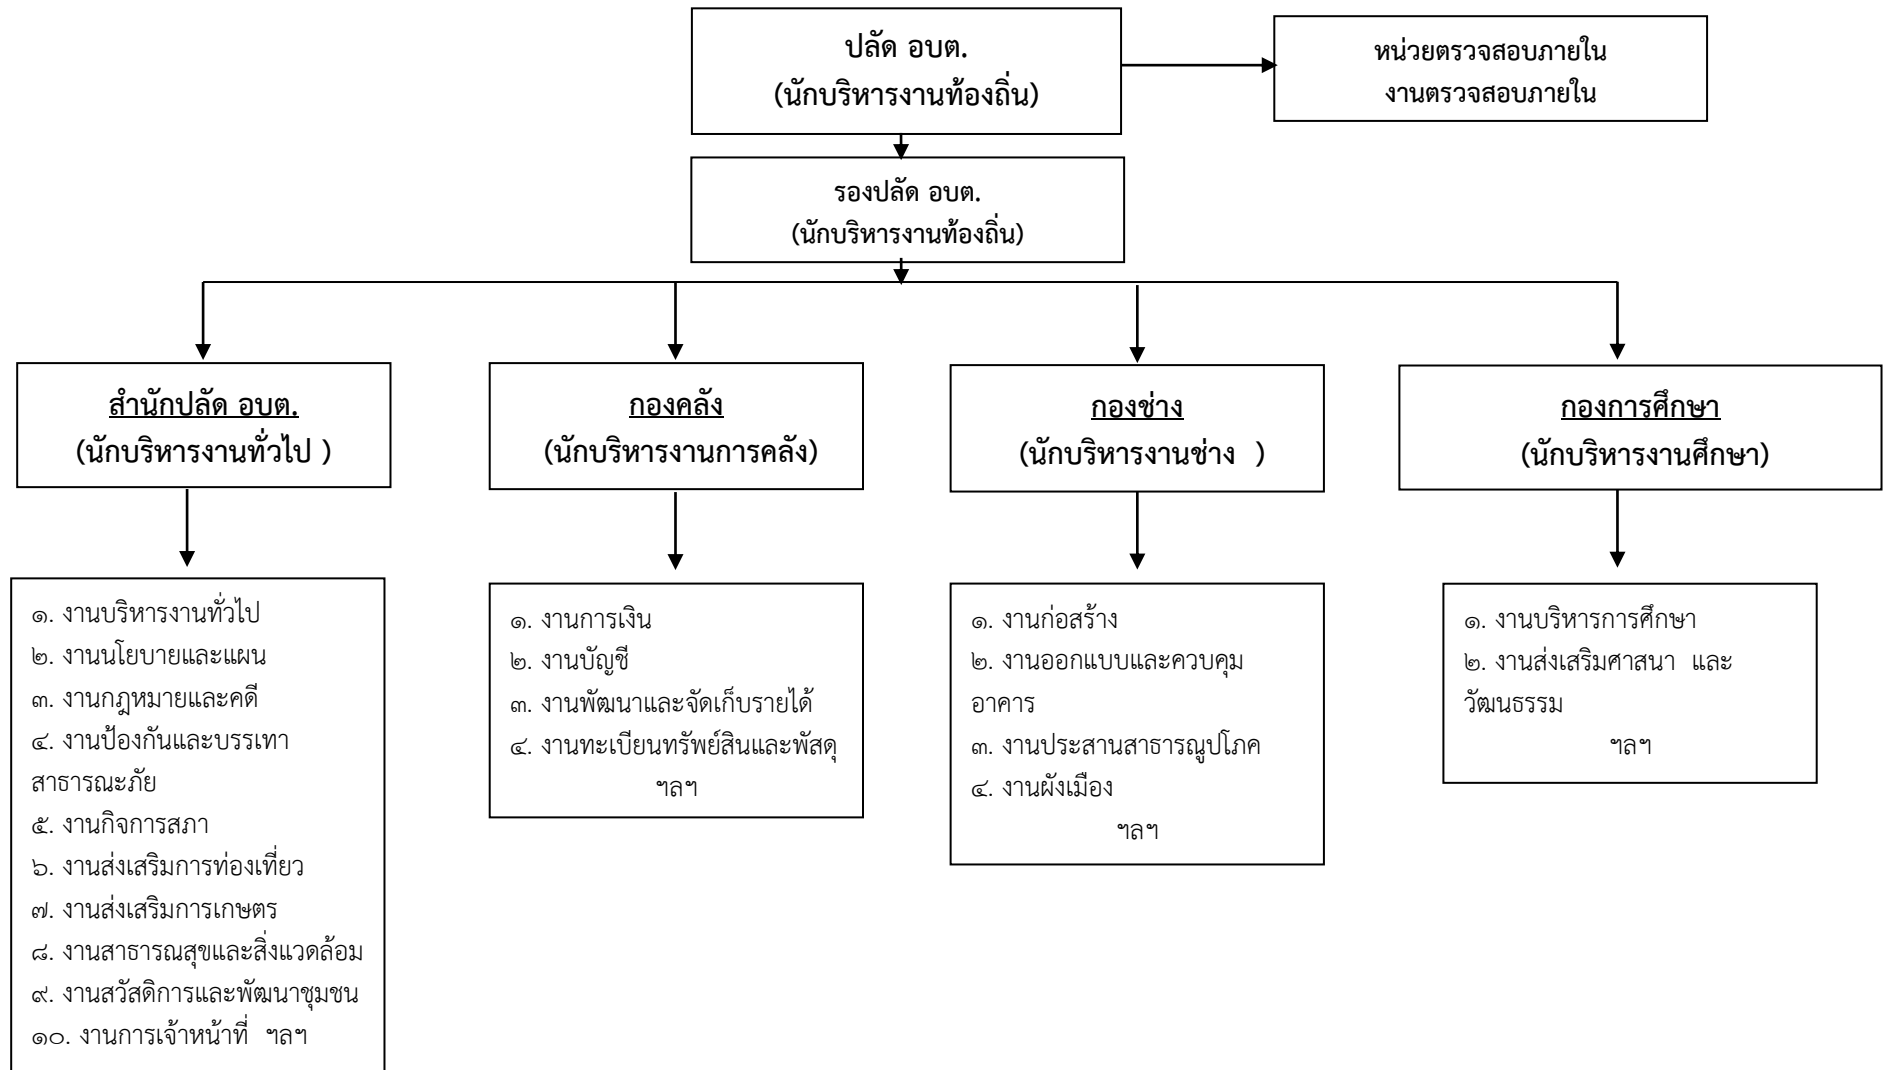 ปลัด อบต.
(นักบริหารงานท้องถิ่น)
หน่วยตรวจสอบภายใน
งานตรวจสอบภายใน
รองปลัด อบต.
(นักบริหารงานท้องถิ่น)
สำนักปลัด อบต.
(นักบริหารงานทั่วไป )
กองคลัง
(นักบริหารงานการคลัง)
กองช่าง
(นักบริหารงานช่าง )
กองการศึกษา
(นักบริหารงานศึกษา)
๑. งานบริหารงานทั่วไป
๒. งานนโยบายและแผน
๓. งานกฎหมายและคดี
๔. งานป้องกันและบรรเทา
สาธารณะภัย
๕. งานกิจการสภา
๖. งานส่งเสริมการท่องเที่ยว
๗. งานส่งเสริมการเกษตร
๘. งานสาธารณสุขและสิ่งแวดล้อม
๙. งานสวัสดิการและพัฒนาชุมชน
๑๐. งานการเจ้าหน้าที่ ฯลฯ
๑. งานการเงิน
๒. งานบัญชี
๓. งานพัฒนาและจัดเก็บรายได้
๔. งานทะเบียนทรัพย์สินและพัสดุ
ฯลฯ
๑. งานก่อสร้าง
๒. งานออกแบบและควบคุม
อาคาร
๓. งานประสานสาธารณูปโภค
๔. งานผังเมือง
ฯลฯ
๑. งานบริหารการศึกษา
๒. งานส่งเสริมศาสนา และ
วัฒนธรรม
ฯลฯ